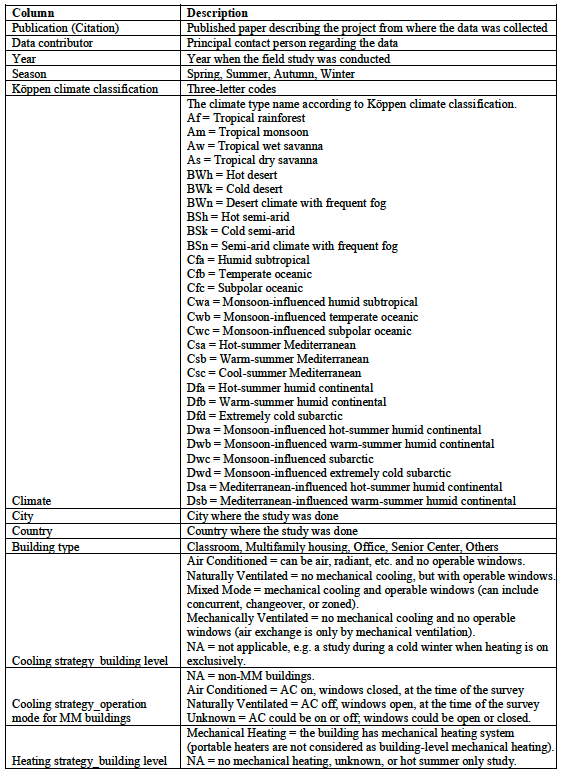 Column Description
Publication (Citation) Published paper describing the project from where the data was collected
Data contributor Principal contact person regarding the data
Year Year when the field study was conducted
Season Spring, Summer, Autumn, Winter
Köppen climate classification Three-letter codes
The climate type name according to Köppen climate classification.
Af = Tropical rainforest
Am = Tropical monsoon
Aw = Tropical wet savanna
As = Tropical dry savanna
BWh = Hot desert
BWk = Cold desert
BWn = Desert climate with frequent fog
BSh = Hot semi-arid
BSk = Cold semi-arid
BSn = Semi-arid climate with frequent fog
Cfa = Humid subtropical
Cfb = Temperate oceanic
Cfc = Subpolar oceanic
Cwa = Monsoon-influenced humid subtropical
Cwb = Monsoon-influenced temperate oceanic
Cwc = Monsoon-influenced subpolar oceanic
Csa = Hot-summer Mediterranean
Csb = Warm-summer Mediterranean
Csc = Cool-summer Mediterranean
Dfa = Hot-summer humid continental
Dfb = Warm-summer humid continental
Dfd = Extremely cold subarctic
Dwa = Monsoon-influenced hot-summer humid continental
Dwb = Monsoon-influenced warm-summer humid continental
Dwc = Monsoon-influenced subarctic
Dwd = Monsoon-influenced extremely cold subarctic
Dsa = Mediterranean-influenced hot-summer humid continental
Climate Dsb = Mediterranean-influenced warm-summer humid continental
City City where the study was done
Country Country where the study was done
Building type Classroom, Multifamily housing, Office, Senior Center, Others
Air Conditioned = can be air, radiant, etc. and no operable windows.
Naturally Ventilated = no mechanical cooling, but with operable windows.
Mixed Mode = mechanical cooling and operable windows (can include
concurrent, changeover, or zoned).
Mechanically Ventilated = no mechanical cooling and no operable
windows (air exchange is only by mechanical ventilation).
NA = not applicable, e.g. a study during a cold winter when heating is on
Cooling strategy_building level exclusively.
NA = non-MM buildings.
Air Conditioned = AC on, windows closed, at the time of the survey
Cooling strategy_operation Naturally Ventilated = AC off, windows open, at the time of the survey
mode for MM buildings Unknown = AC could be on or off; windows could be open or closed.
Mechanical Heating = the building has mechanical heating system
(portable heaters are not considered as building-level mechanical heating).
Heating strategy_building level NA = no mechanical heating, unknown, or hot summer only study.